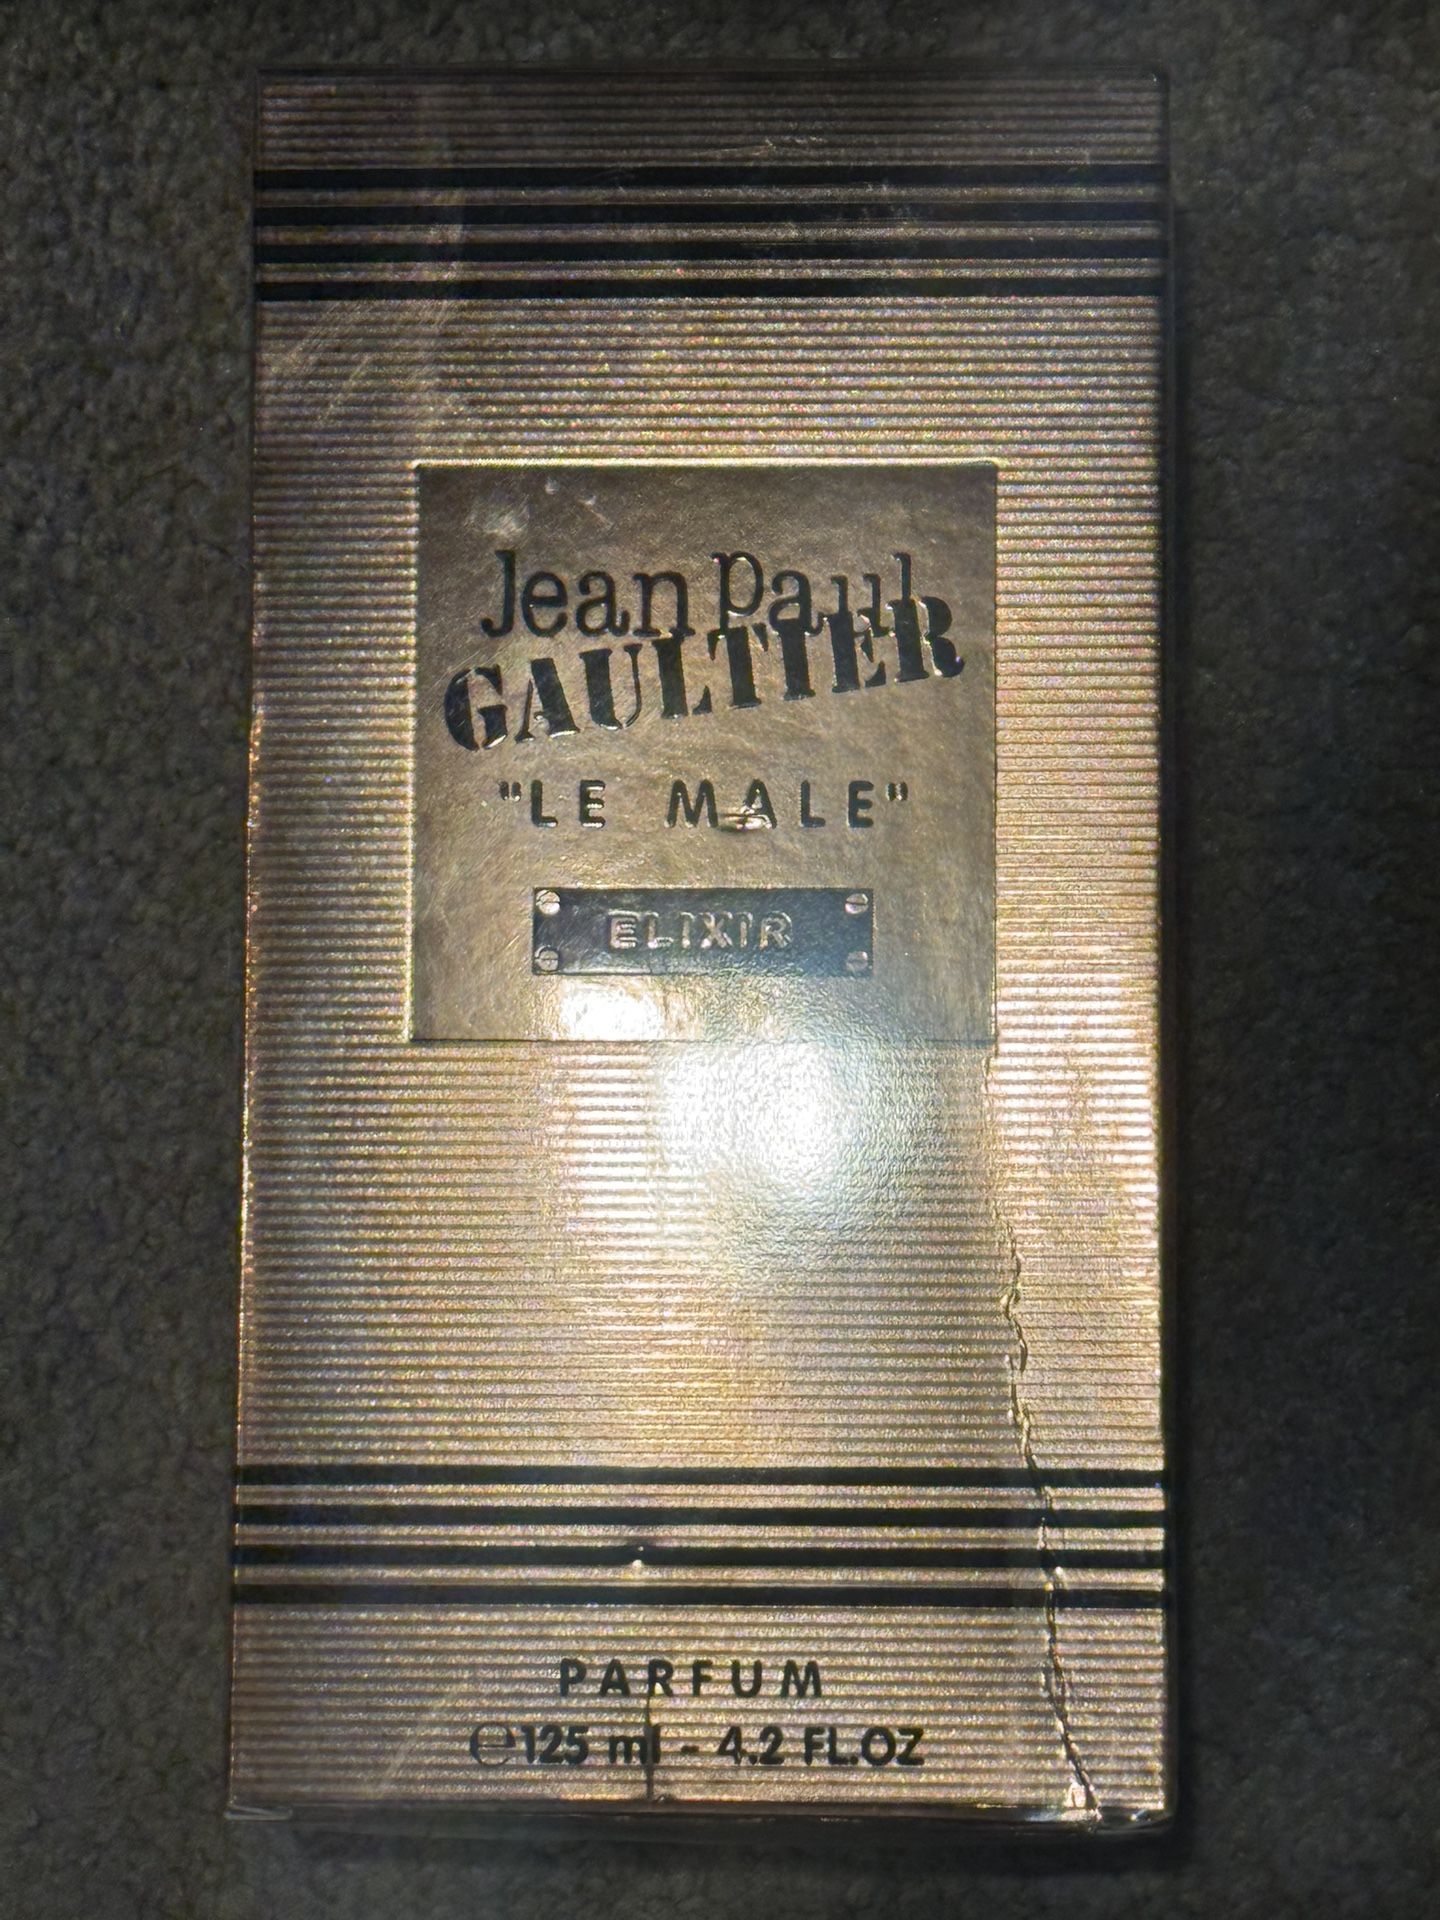 Jean Paul
GAULTIER
"LE MALE"
ELIXIR
PARFUM
℮125 ml - 4.2 FL.OZ